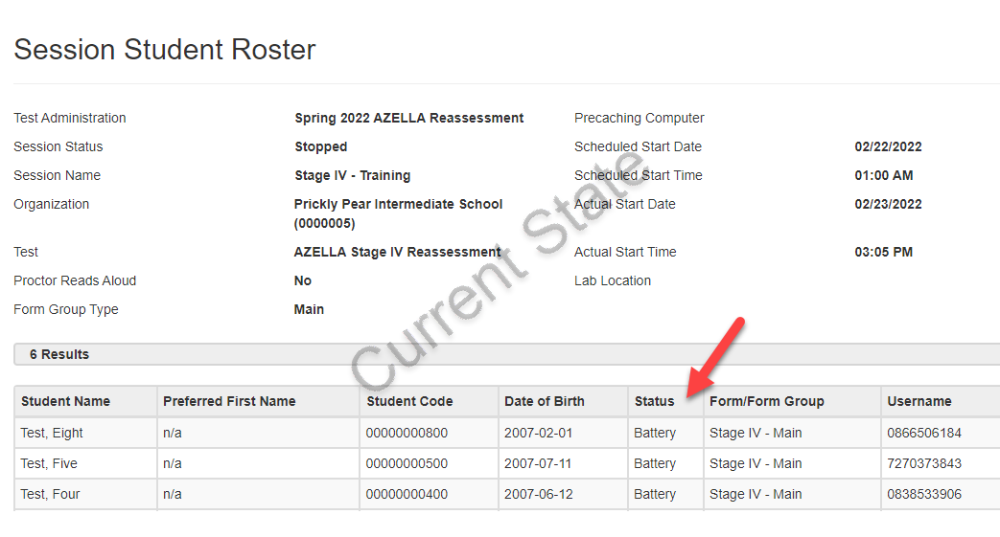 Session Student Roster
Test Administration Spring 2022 AZELLA Reassessment Precaching Computer
Session Status Stopped Scheduled Start Date 02/22/2022
Session Name Stage IV - Training Scheduled Start Time 01:00 AM
Organization Prickly Pear Intermediate School Actual Start Date 02/23/2022
(0000005)
Test AZELLA Stage IV Reassessment Actual Start Time 03:05 PM
Proctor Reads Aloud No Lab Location
Form Group Type Main
Current State
6 Results
Student Name Preferred First Name Student Code Date of Birth Status Form/Form Group Username
Test, Eight n/a 00000000800 2007-02-01 Battery Stage IV - Main 0866506184
Test, Five n/a 00000000500 2007-07-11 Battery Stage IV - Main 7270373843
Test, Four n/a 00000000400 2007-06-12 Battery Stage IV - Main 0838533906